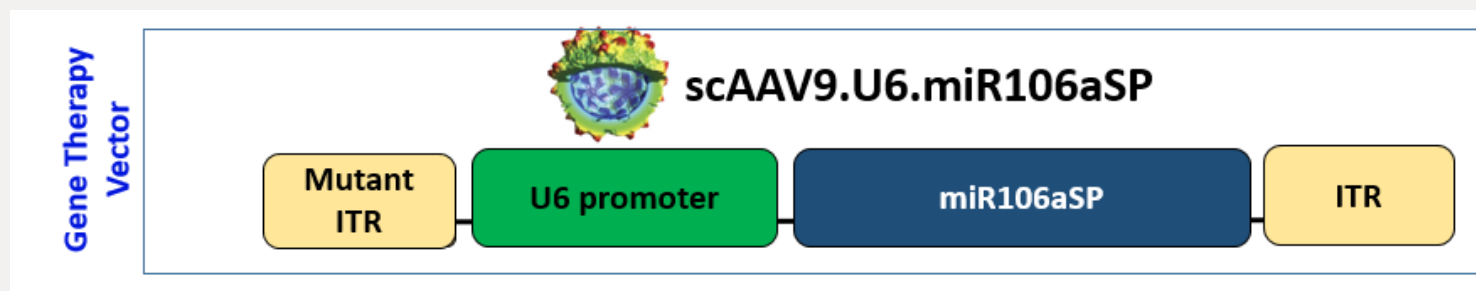 Gene Therapy
Vector
scAAV9.U6.miR106aSP
Mutant
ITR
U6 promoter
miR106aSP
ITR